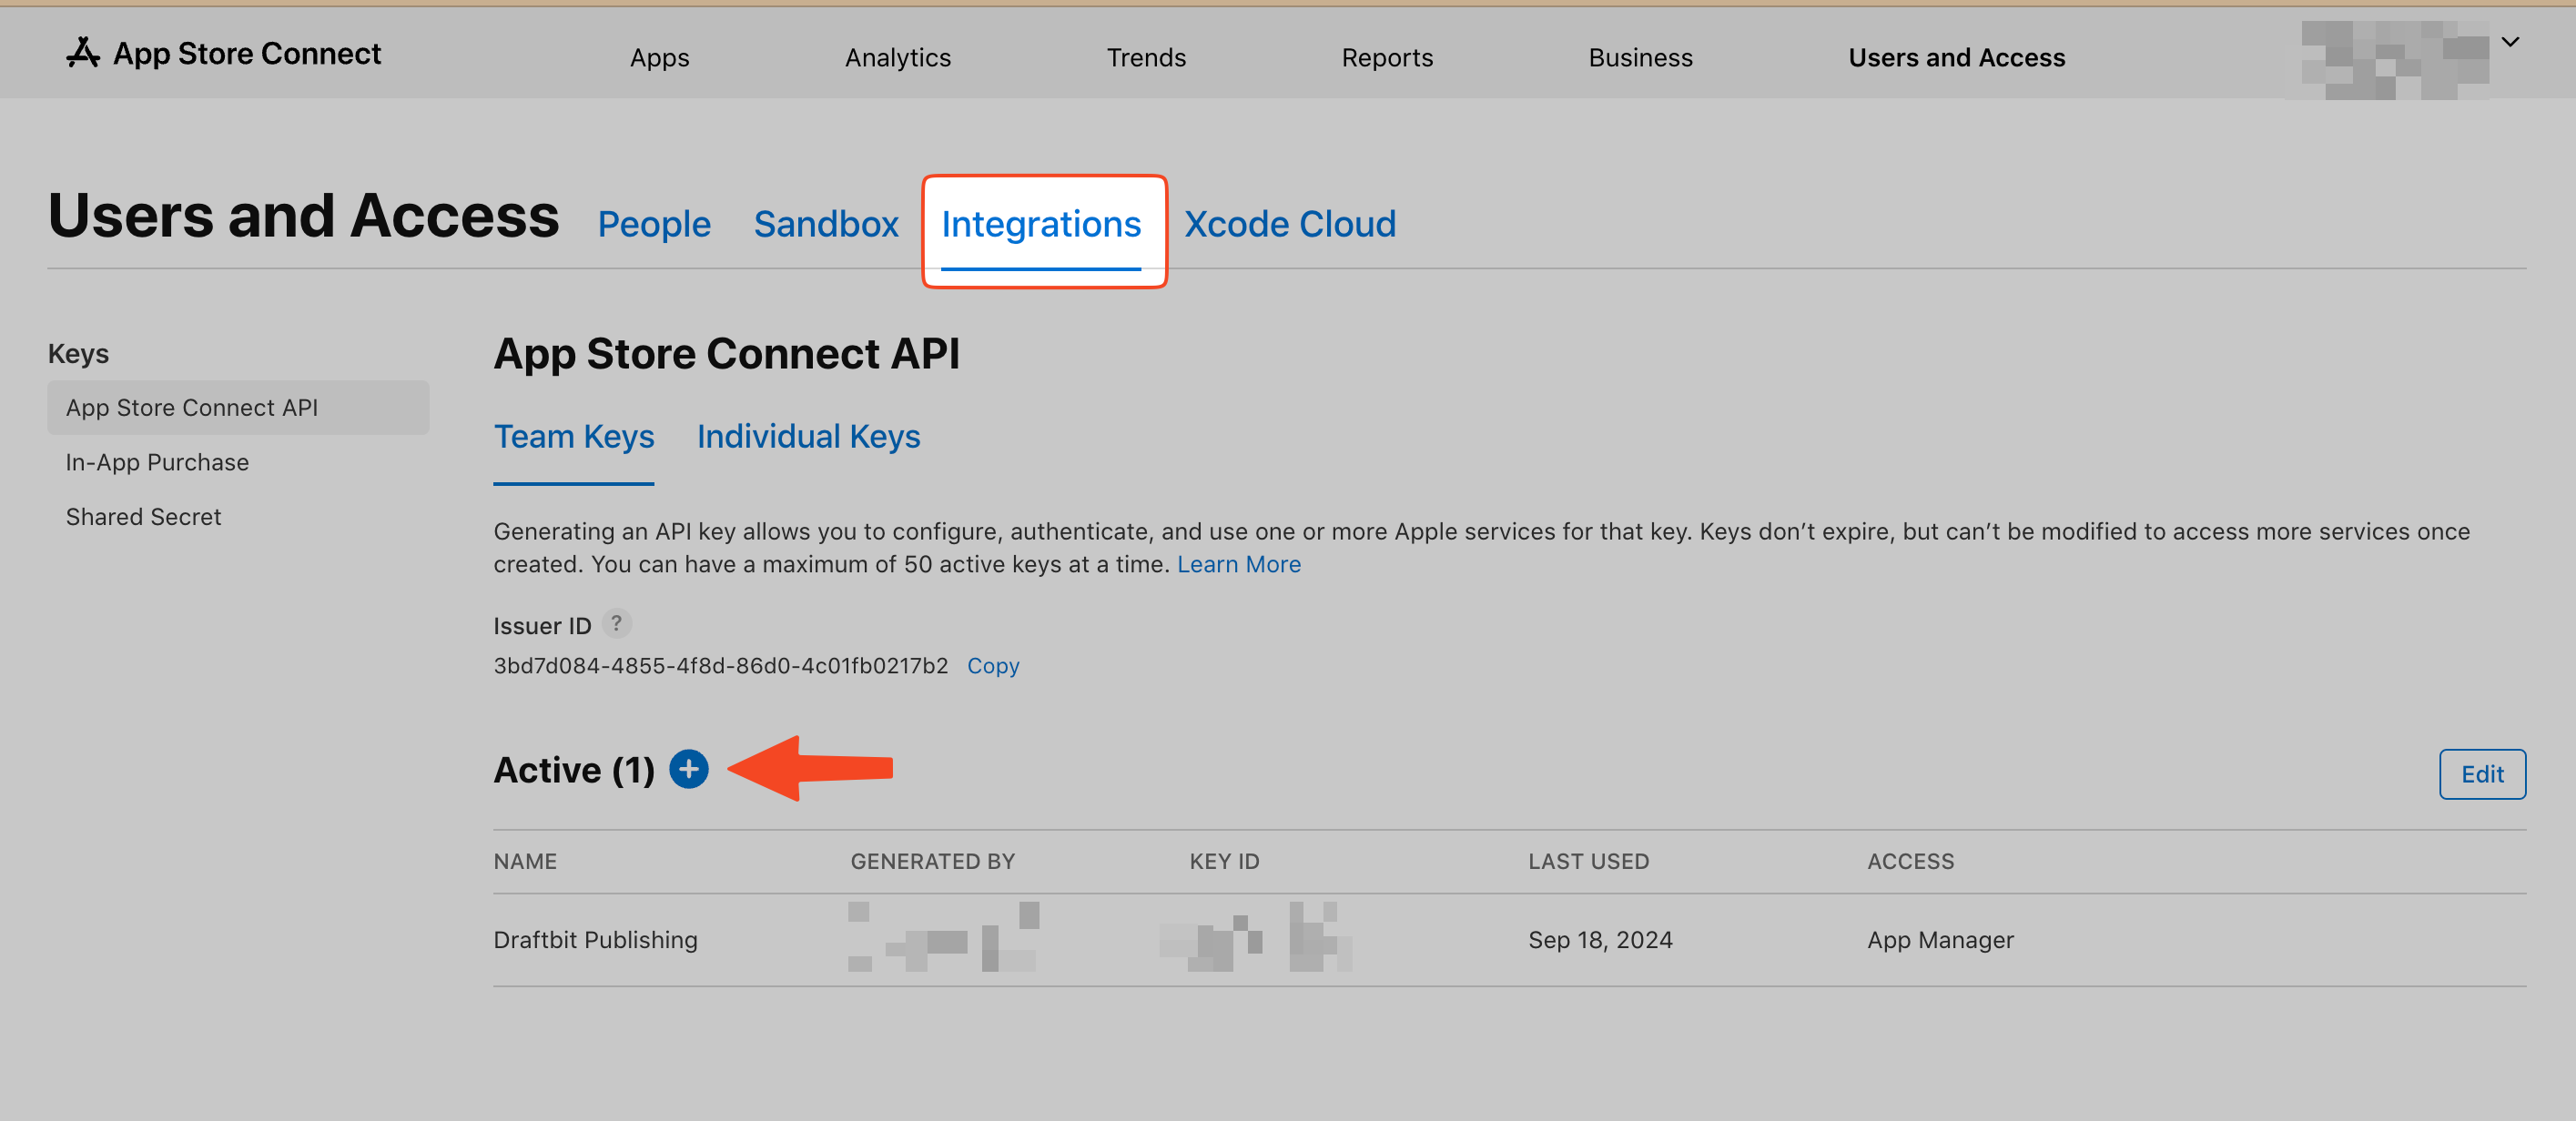 App Store Connect
Apps
Analytics
Trends
Reports
Business
Users and Access
Users and Access
People
Sandbox
Integrations
Xcode Cloud
Keys
App Store Connect API
In-App Purchase
Shared Secret
App Store Connect API
Team Keys
Individual Keys
Generating an API key allows you to configure, authenticate, and use one or more Apple services for that key. Keys don’t expire, but can’t be modified to access more services once
created. You can have a maximum of 50 active keys at a time. Learn More
Issuer ID ?
3bd7d084-4855-4f8d-86d0-4c01fb0217b2 Copy
Active (1)
Edit
NAME
GENERATED BY
KEY ID
LAST USED
ACCESS
Draftbit Publishing
Sep 18, 2024
App Manager